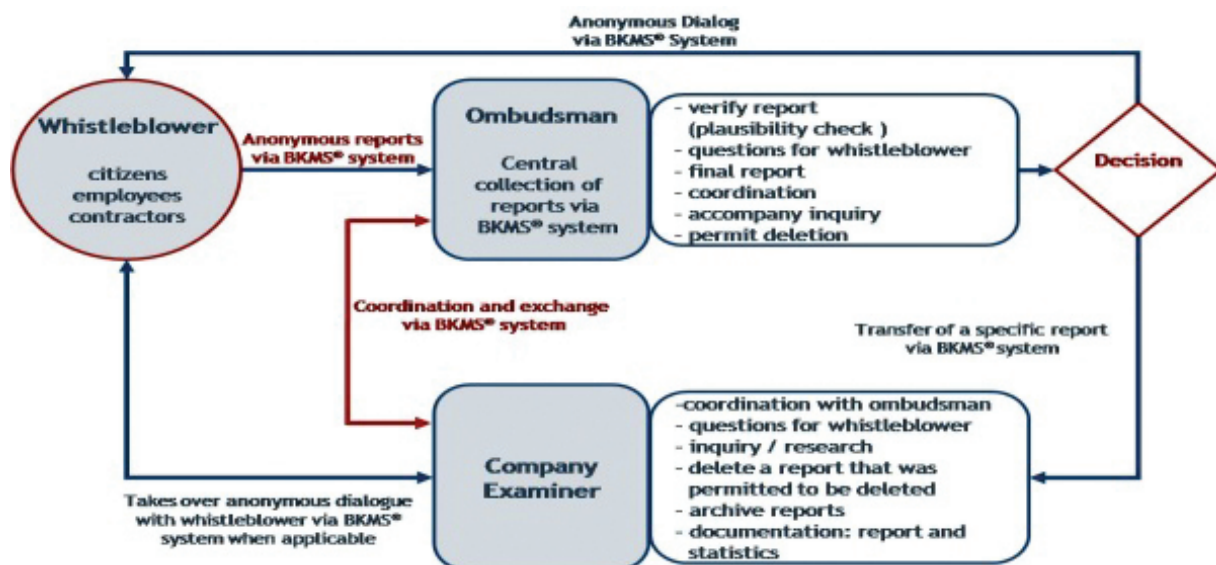 Anonymous Dialog
via BKMS® System
Whistleblower
citizens
employees
contractors
Anonymous reports
via BKMS® system
Ombudsman
Central
collection of
reports via
BKMS® system
- verify report
(plausibility check )
- questions for whistleblower
- final report
- coordination
- accompany inquiry
- permit deletion
Decision
Coordination and exchange
via BKMS® system
Transfer of a specific report
via BKMS® system
Company
Examiner
-coordination with ombudsman
- questions for whistleblower
- inquiry / research
- delete a report that was
permitted to be deleted
- archive reports
- documentation: report and
statistics
Takes over anonymous dialogue
with whistleblower via BKMS®
system when applicable